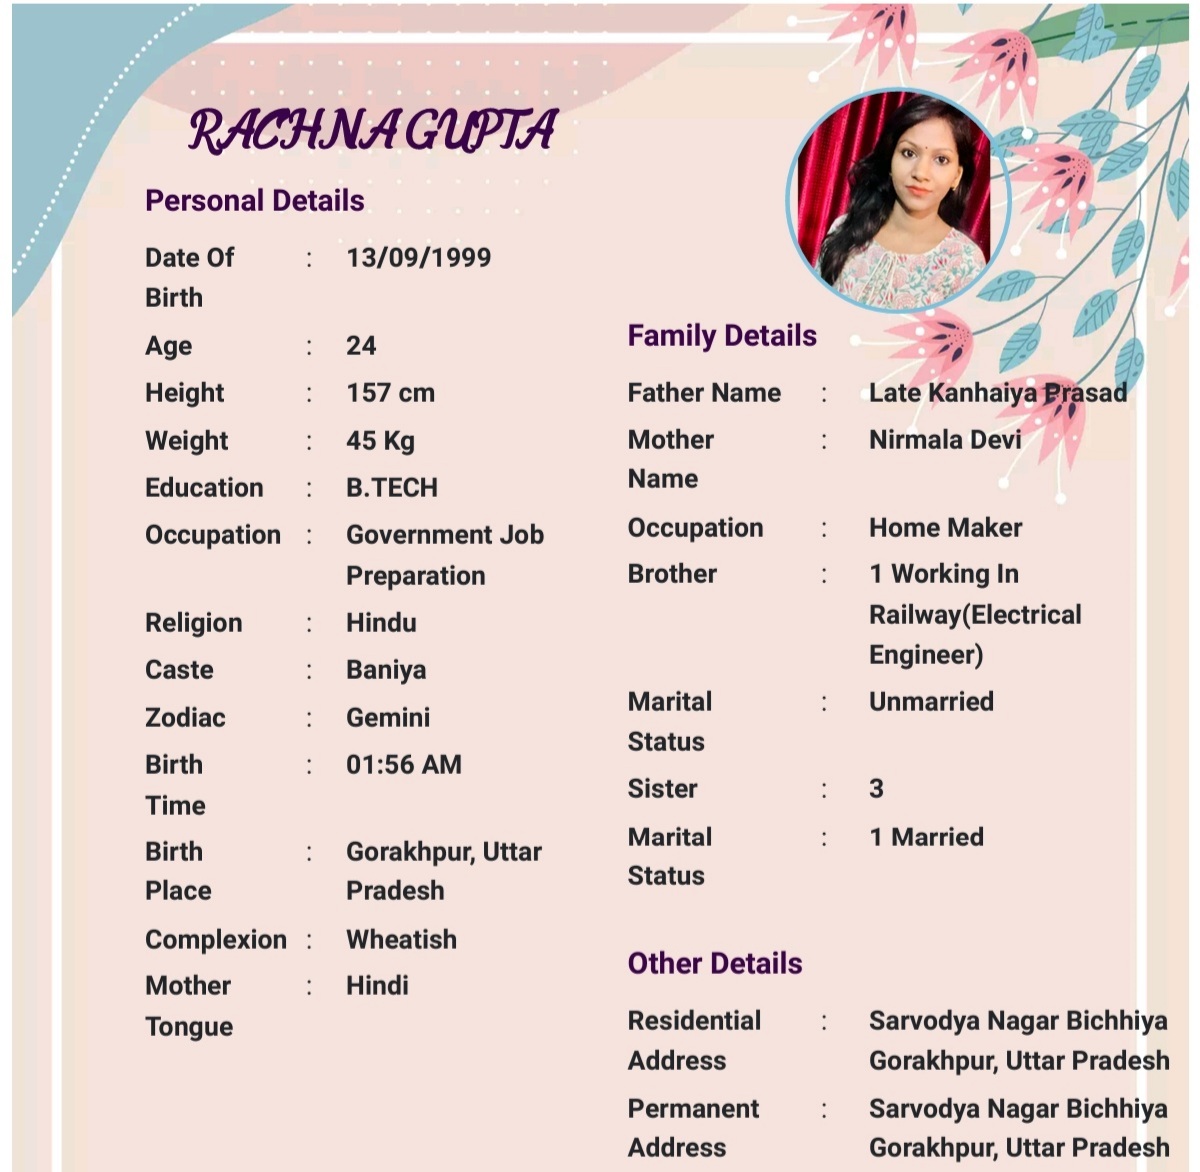 RACHNA GUPTA
Personal Details
Date Of : 13/09/1999
Birth
Age : 24
Height : 157 cm
Weight : 45 Kg
Education : B.TECH
Occupation : Government Job
Preparation
Religion : Hindu
Caste : Baniya
Zodiac : Gemini
Birth : 01:56 AM
Time
Birth : Gorakhpur, Uttar
Place Pradesh
Complexion : Wheatish
Mother : Hindi
Tongue
Family Details
Father Name : Late Kanhaiya Prasad
Mother : Nirmala Devi
Name
Occupation : Home Maker
Brother : 1 Working In
Railway(Electrical
Engineer)
Marital : Unmarried
Status
Sister : 3
Marital : 1 Married
Status
Other Details
Residential : Sarvodya Nagar Bichhiya
Address Gorakhpur, Uttar Pradesh
Permanent : Sarvodya Nagar Bichhiya
Address Gorakhpur, Uttar Pradesh